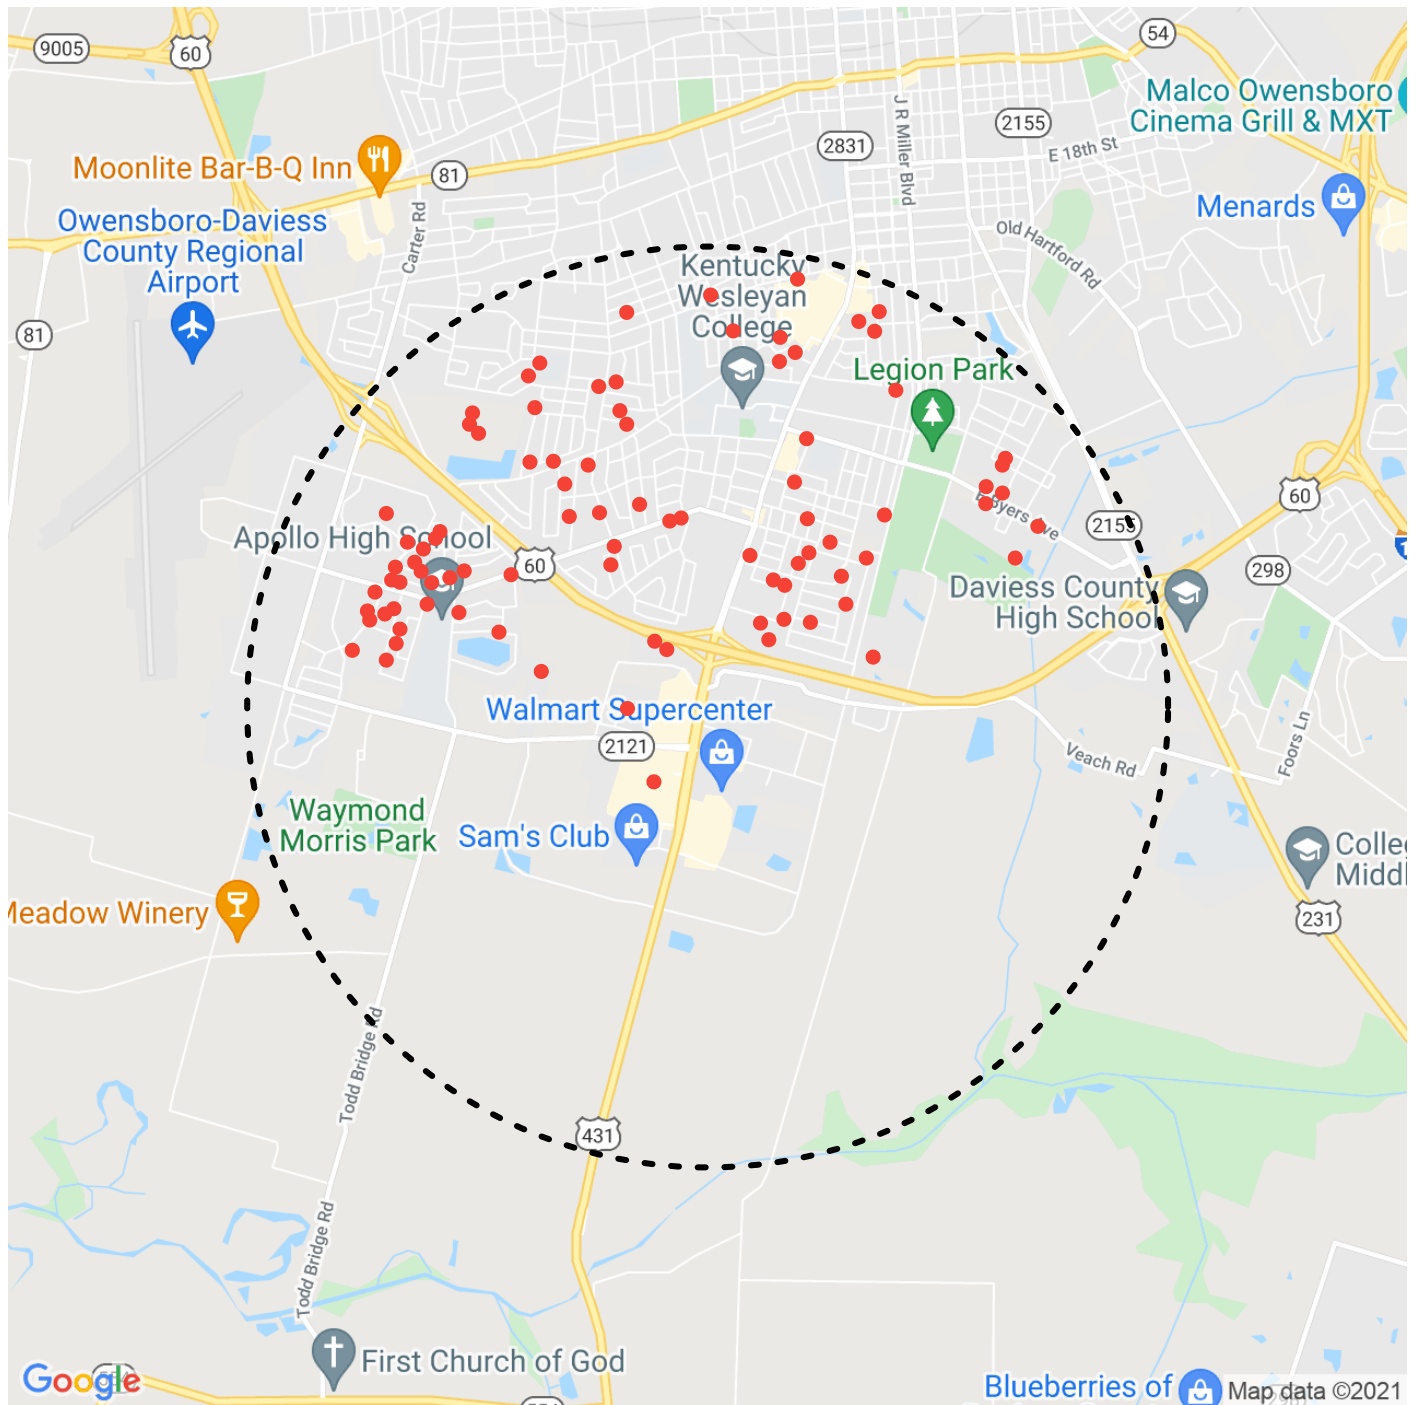 54
9005
60
Malco Owensboro
Cinema Grill & MXT
J R Miller Blvd
2155
2831
E 18th St
Moonlite Bar-B-Q Inn
81
Menards
Owensboro-Daviess
County Regional
Airport
Carter Rd
Old Hartford Rd
Kentucky
Wesleyan
College
81
Legion Park
60
E Byers Ave
2155
Apollo High School
60
298
Daviess County
High School
Walmart Supercenter
2121
Foors Ln
Veach Rd
Waymond
Morris Park
Sam's Club
Meadow Winery
231
Todd Bridge Rd
431
Todd Bridge Rd
First Church of God
Google
554
Blueberries of
Map data ©2021